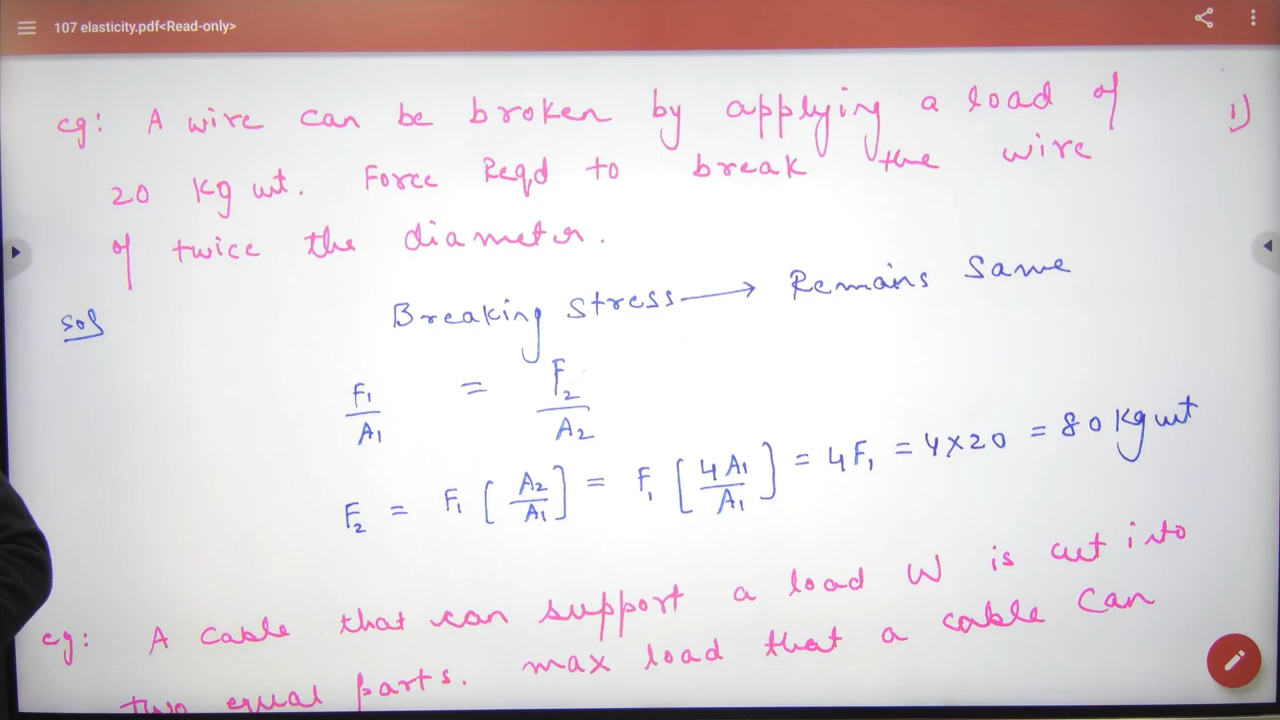 107 elasticity.pdf<Read-only>
eg: A wire can be broken by applying a load of
1)
20 Kg wt. Force Reqd to break the wire
of twice the diameter.
Sol Breaking stress → Remains Same
F₁/A₁ = F₂/A₂
F₂ = F₁ [A₂/A₁] = F₁ [4A₁/A₁] = 4F₁ = 4×20 = 80 Kg wt
eg: A Cable that can support a load W is cut into
two equal parts. max load that a cable can